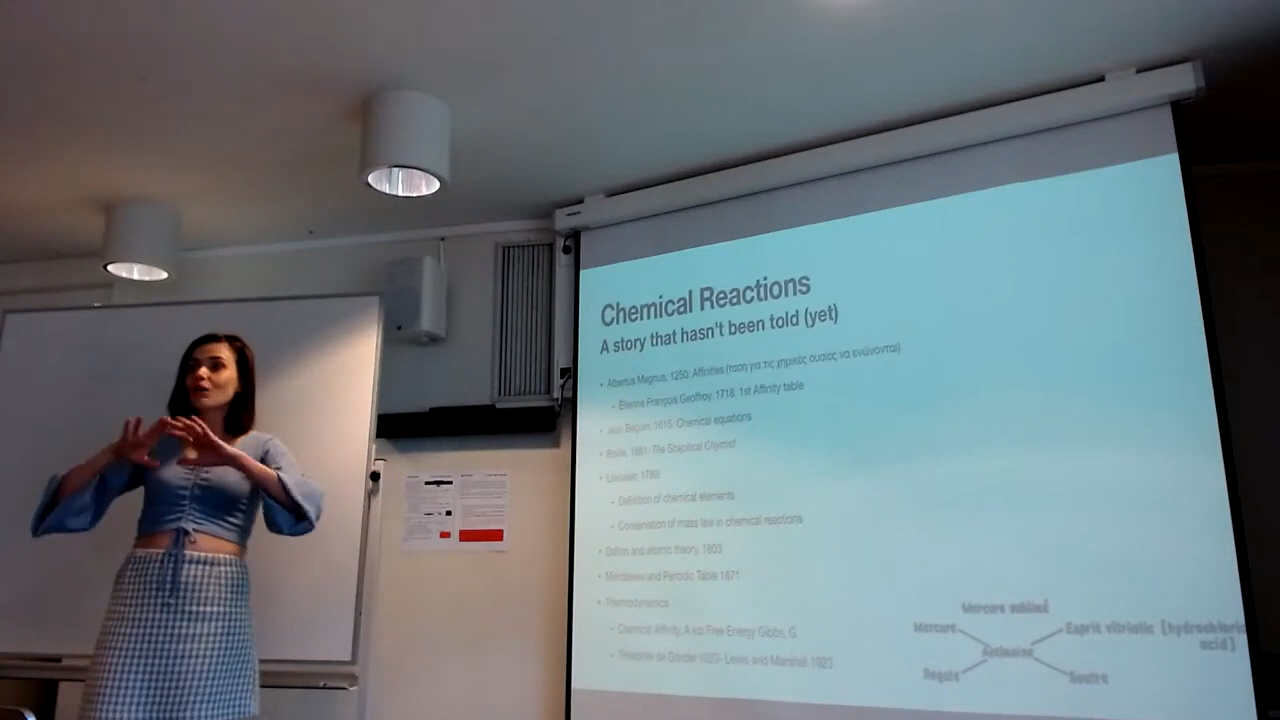 Chemical Reactions
A story that hasn't been told (yet)
Albertus Magnus, 1250: Affinities (ταση για τις χημικές ουσίες να ενώνονται)
- Étienne François Geoffroy, 1718: 1st Affinity table
Jean Beguin, 1615: Chemical equations
Boyle, 1661: The Sceptical Chymist
Lavoisier 1789:
- Definition of chemical elements
- Conservation of mass law in chemical reactions
Dalton and atomic theory, 1803
Mendeleev and Periodic Table 1871
Thermodynamics
- Chemical Affinity, A και Free Energy Gibbs, G
- Théophile de Donder 1923- Lewis and Marshall, 1923
Mercure sublimé
Mercure
Esprit vitriolic [hydrochloric
acid]
Antimoine
Regule
Soufre